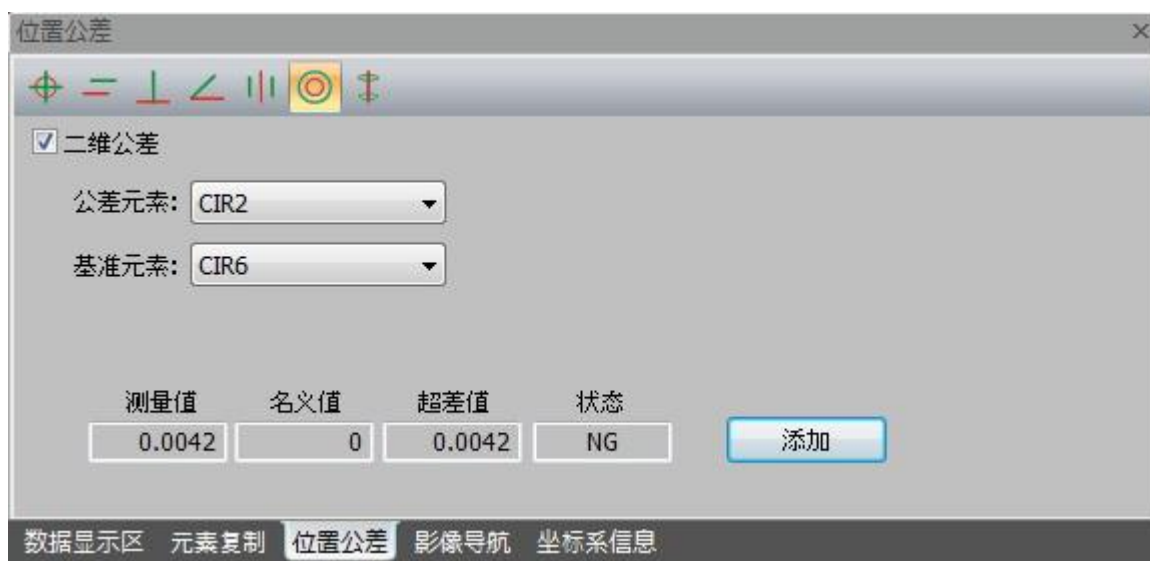 位置公差
二维公差
公差元素: CIR2
基准元素: CIR6
测量值 名义值 超差值 状态
0.0042 0 0.0042 NG 添加
数据显示区 元素复制 位置公差 影像导航 坐标系信息